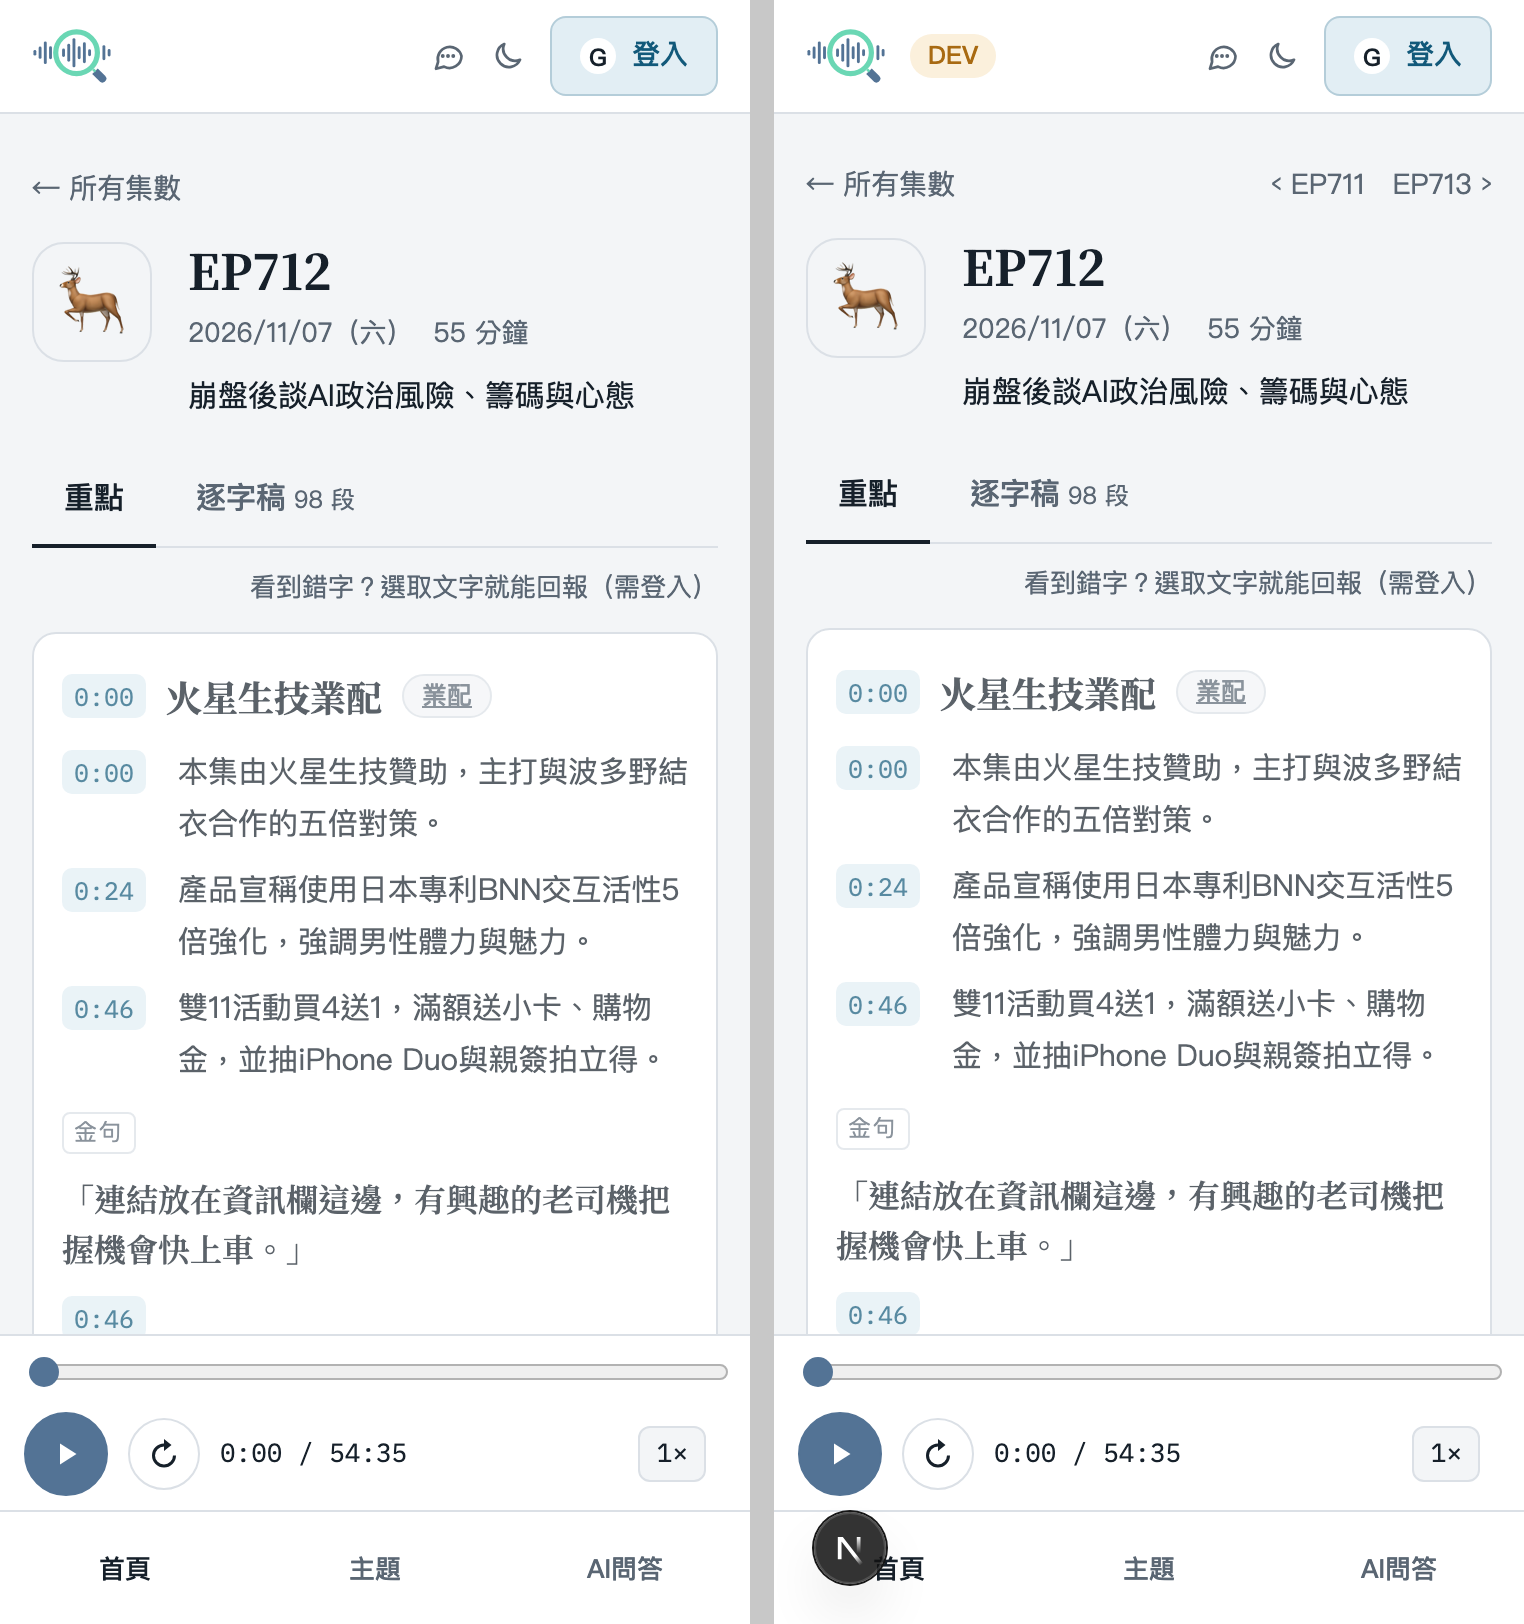 G 登入
← 所有集數
EP712
2026/11/07（六） 55 分鐘
崩盤後談AI政治風險、籌碼與心態
重點 逐字稿 98 段
看到錯字？選取文字就能回報（需登入）
0:00 火星生技業配 業配
0:00 本集由火星生技贊助，主打與波多野結
衣合作的五倍對策。
0:24 產品宣稱使用日本專利BNN交互活性5
倍強化，強調男性體力與魅力。
0:46 雙11活動買4送1，滿額送小卡、購物
金，並抽iPhone Duo與親簽拍立得。
金句
「連結放在資訊欄這邊，有興趣的老司機把
握機會快上車。」
0:46
0:00 / 54:35 1×
首頁 主題 AI問答
DEV G 登入
← 所有集數 ‹ EP711 EP713 ›
EP712
2026/11/07（六） 55 分鐘
崩盤後談AI政治風險、籌碼與心態
重點 逐字稿 98 段
看到錯字？選取文字就能回報（需登入）
0:00 火星生技業配 業配
0:00 本集由火星生技贊助，主打與波多野結
衣合作的五倍對策。
0:24 產品宣稱使用日本專利BNN交互活性5
倍強化，強調男性體力與魅力。
0:46 雙11活動買4送1，滿額送小卡、購物
金，並抽iPhone Duo與親簽拍立得。
金句
「連結放在資訊欄這邊，有興趣的老司機把
握機會快上車。」
0:46
0:00 / 54:35 1×
N 首頁 主題 AI問答